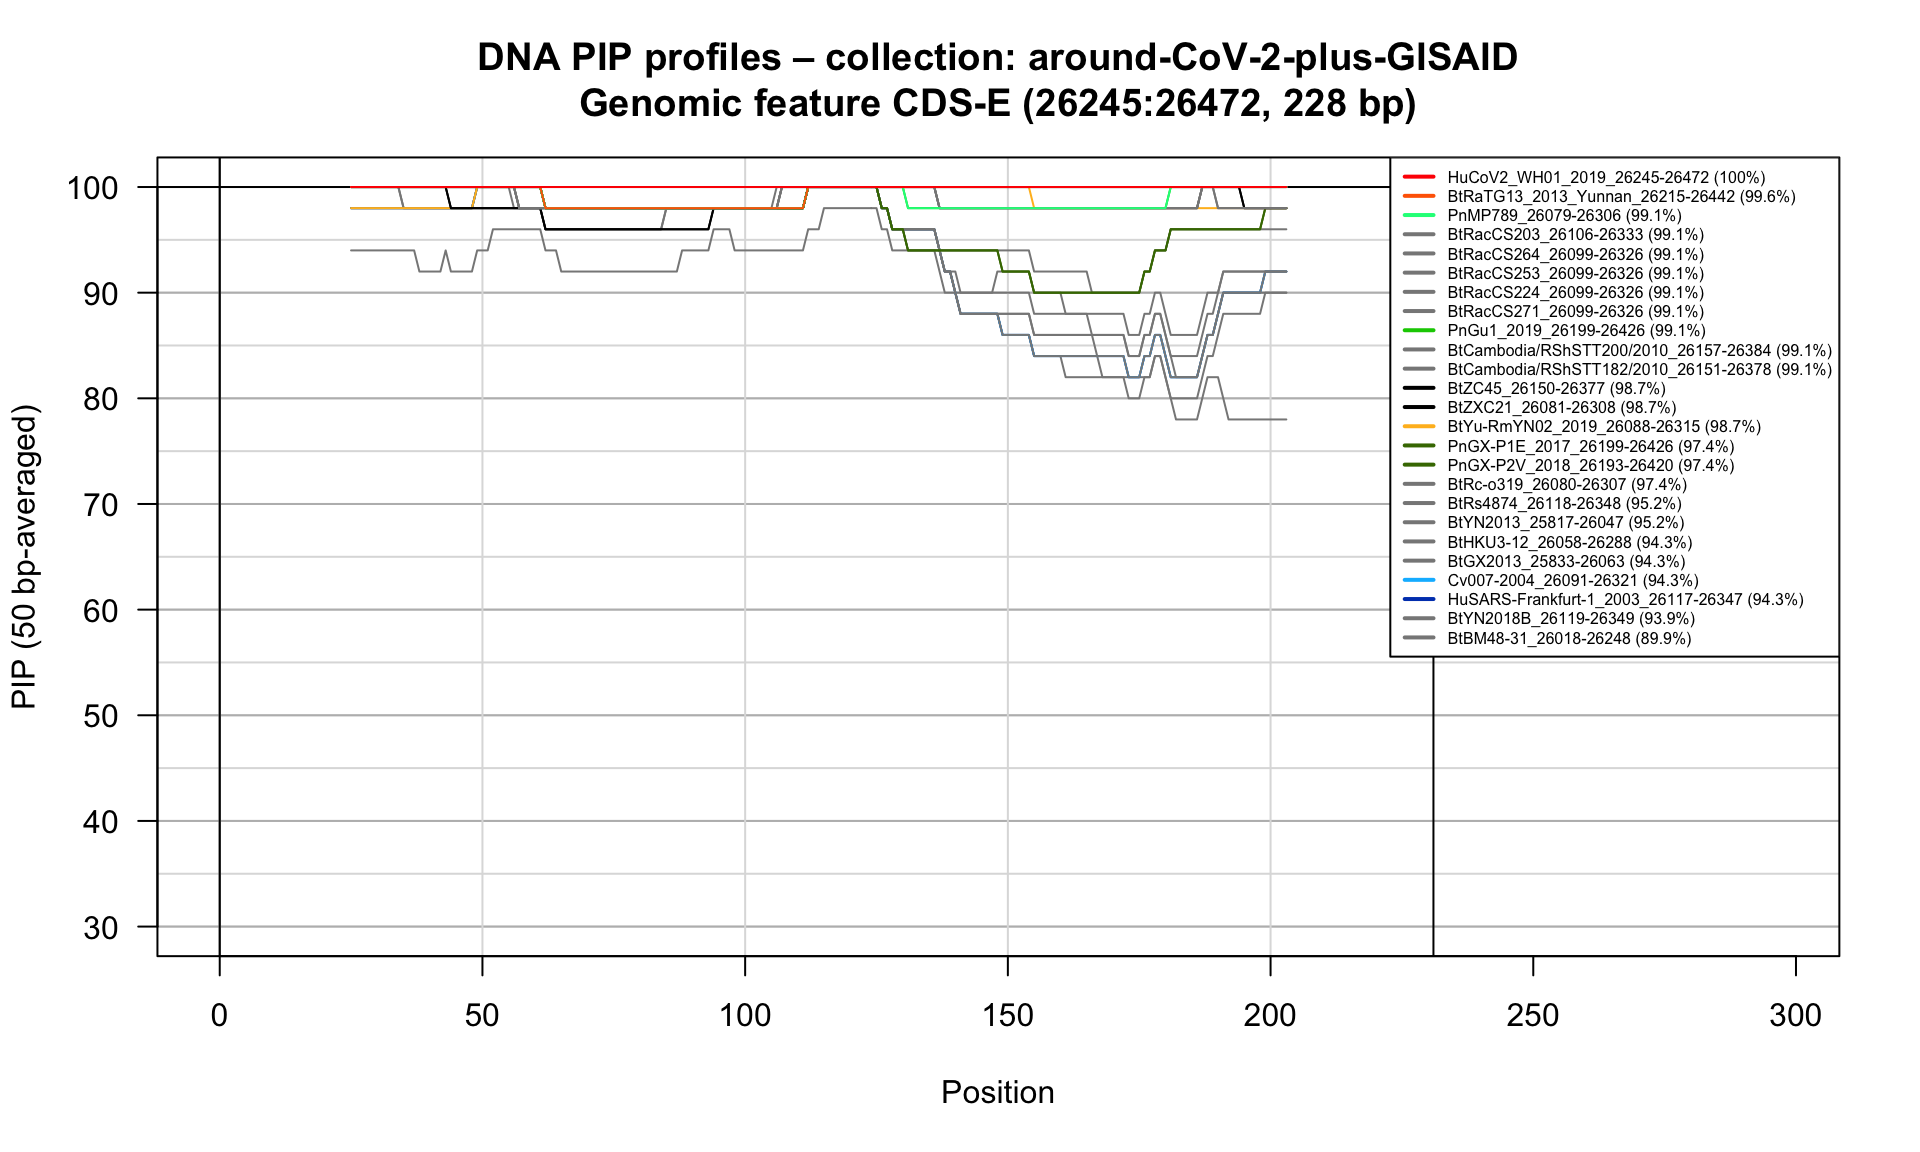 DNA PIP profiles – collection: around-CoV-2-plus-GISAID
Genomic feature CDS-E (26245:26472, 228 bp)
PIP (50 bp-averaged)
100
90
80
70
60
50
40
30
HuCoV2_WH01_2019_26245-26472 (100%)
BtRaTG13_2013_Yunnan_26215-26442 (99.6%)
PnMP789_26079-26306 (99.1%)
BtRacCS203_26106-26333 (99.1%)
BtRacCS264_26099-26326 (99.1%)
BtRacCS253_26099-26326 (99.1%)
BtRacCS224_26099-26326 (99.1%)
BtRacCS271_26099-26326 (99.1%)
PnGu1_2019_26199-26426 (99.1%)
BtCambodia/RShSTT200/2010_26157-26384 (99.1%)
BtCambodia/RShSTT182/2010_26151-26378 (99.1%)
BtZC45_26150-26377 (98.7%)
BtZXC21_26081-26308 (98.7%)
BtYu-RmYN02_2019_26088-26315 (98.7%)
PnGX-P1E_2017_26199-26426 (97.4%)
PnGX-P2V_2018_26193-26420 (97.4%)
BtRc-o319_26080-26307 (97.4%)
BtRs4874_26118-26348 (95.2%)
BtYN2013_25817-26047 (95.2%)
BtHKU3-12_26058-26288 (94.3%)
BtGX2013_25833-26063 (94.3%)
Cv007-2004_26091-26321 (94.3%)
HuSARS-Frankfurt-1_2003_26117-26347 (94.3%)
BtYN2018B_26119-26349 (93.9%)
BtBM48-31_26018-26248 (89.9%)
0 50 100 150 200 250 300
Position